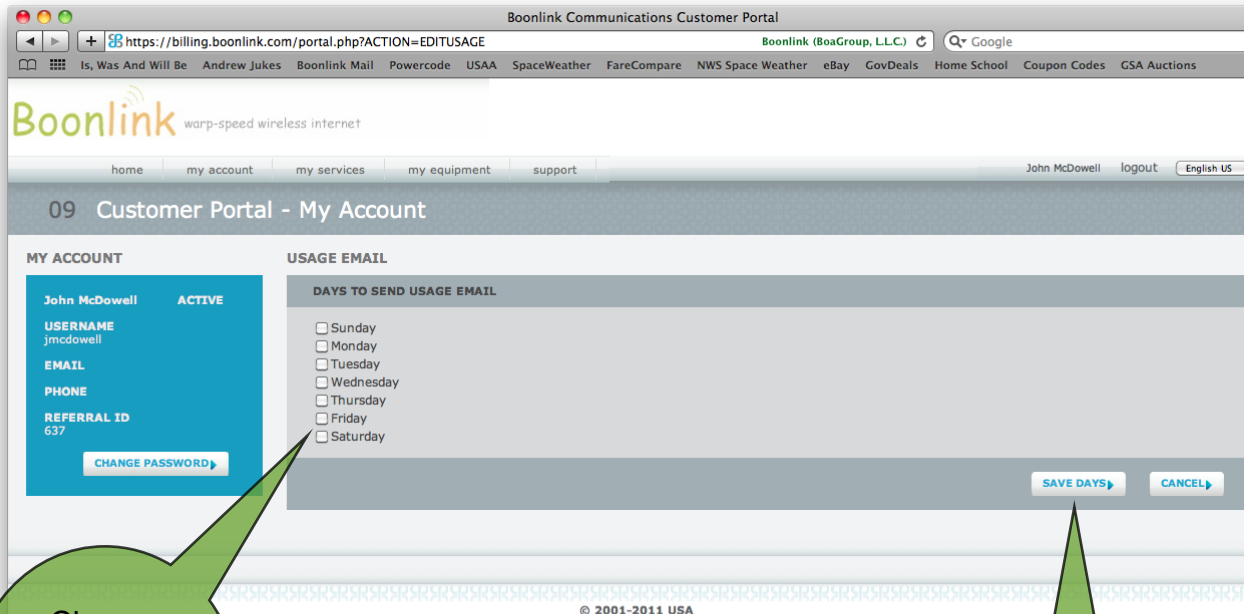 Boonlink Communications Customer Portal
https://billing.boonlink.com/portal.php?ACTION=EDITUSAGE Boonlink (BoaGroup, L.L.C.) Google
Is, Was And Will Be Andrew Jukes Boonlink Mail Powercode USAA SpaceWeather FareCompare NWS Space Weather eBay GovDeals Home School Coupon Codes GSA Auctions
Boonlink warp-speed wireless internet
home my account my services my equipment support John McDowell logout English US
09 Customer Portal - My Account
MY ACCOUNT
John McDowell ACTIVE
USERNAME
jmcdowell
EMAIL
PHONE
REFERRAL ID
637
CHANGE PASSWORD
USAGE EMAIL
DAYS TO SEND USAGE EMAIL
Sunday
Monday
Tuesday
Wednesday
Thursday
Friday
Saturday
SAVE DAYS CANCEL
© 2001-2011 USA